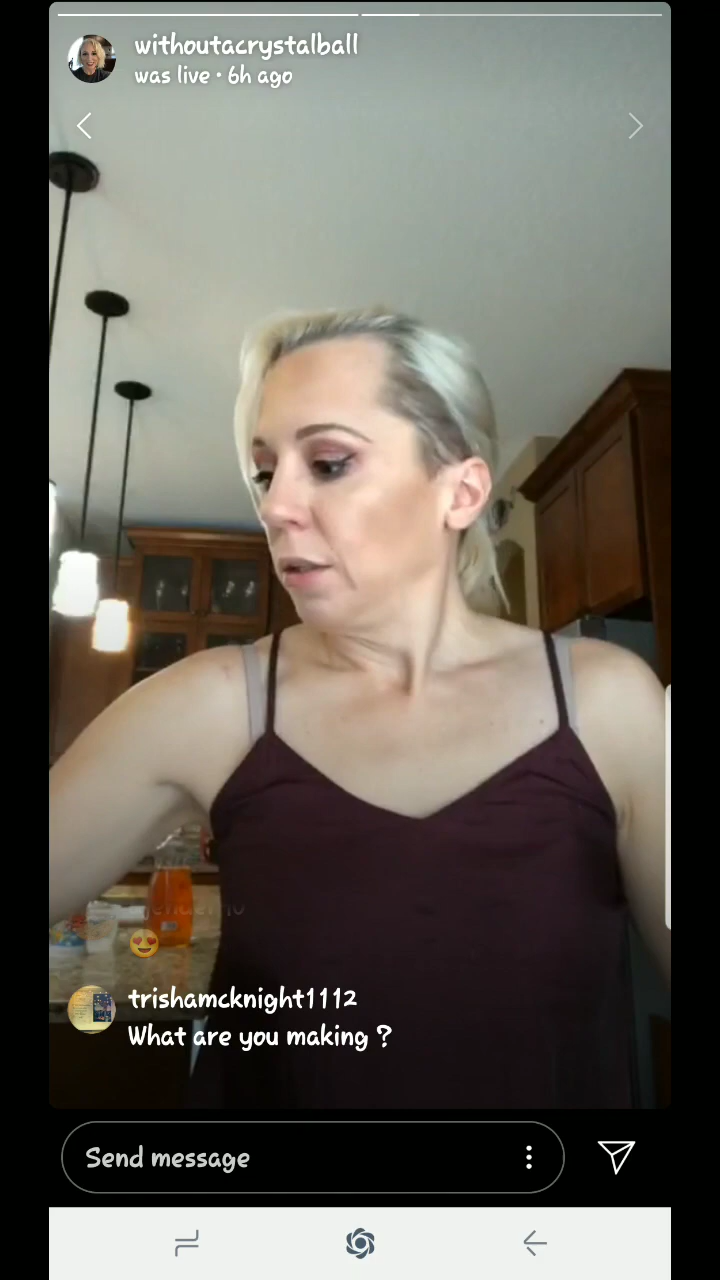 withoutacrystalball
was live • 6h ago
trishamcknight1112
What are you making ?
Send message